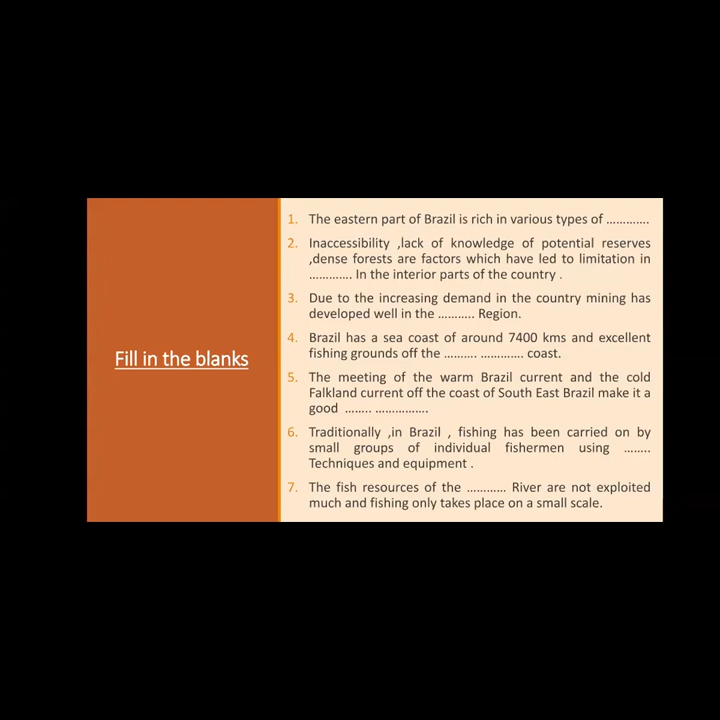 Fill in the blanks
1. The eastern part of Brazil is rich in various types of ………….
2. Inaccessibility ,lack of knowledge of potential reserves
,dense forests are factors which have led to limitation in
…………. In the interior parts of the country .
3. Due to the increasing demand in the country mining has
developed well in the ……….. Region.
4. Brazil has a sea coast of around 7400 kms and excellent
fishing grounds off the ………. …………. coast.
5. The meeting of the warm Brazil current and the cold
Falkland current off the coast of South East Brazil make it a
good …….. …………….
6. Traditionally ,in Brazil , fishing has been carried on by
small groups of individual fishermen using ……..
Techniques and equipment .
7. The fish resources of the ………… River are not exploited
much and fishing only takes place on a small scale.